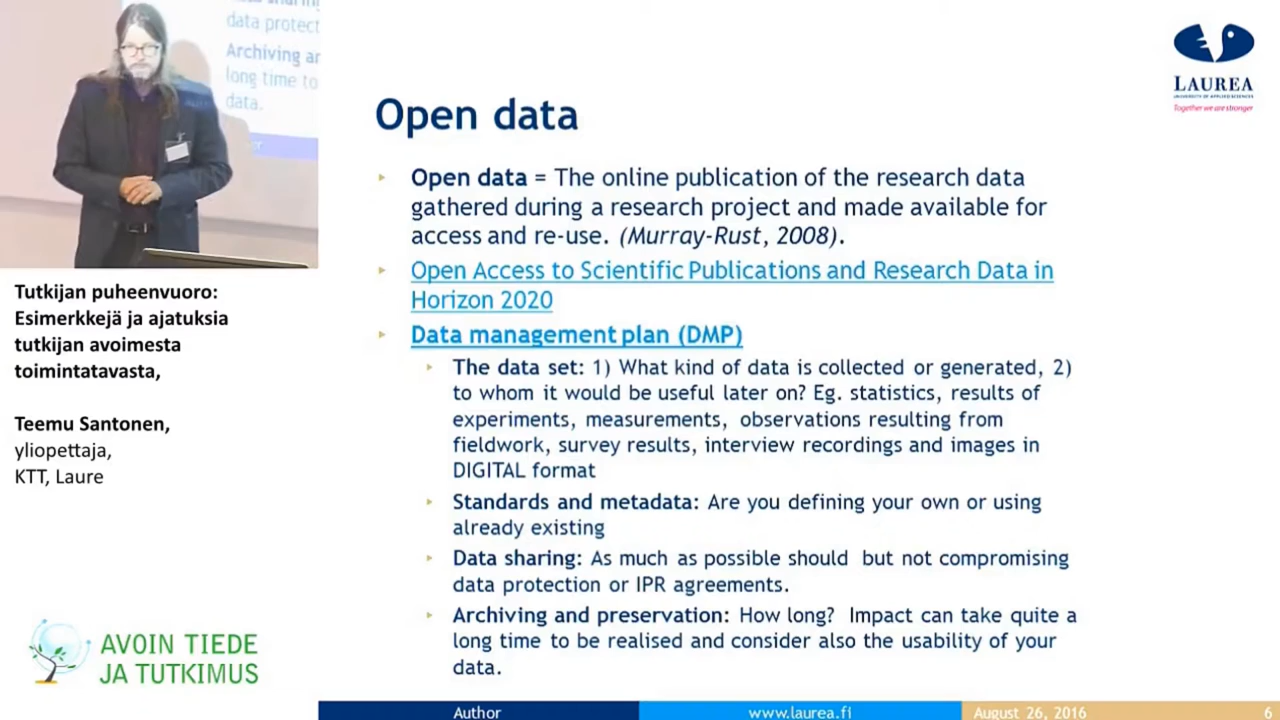 data protect
Archiving ar
long time to
data.
LAUREA
UNIVERSITY OF APPLIED SCIENCES
Together we are stronger
Open data
Open data = The online publication of the research data
gathered during a research project and made available for
access and re-use. (Murray-Rust, 2008).
Open Access to Scientific Publications and Research Data in
Horizon 2020
Data management plan (DMP)
The data set: 1) What kind of data is collected or generated, 2)
to whom it would be useful later on? Eg. statistics, results of
experiments, measurements, observations resulting from
fieldwork, survey results, interview recordings and images in
DIGITAL format
Standards and metadata: Are you defining your own or using
already existing
Data sharing: As much as possible should but not compromising
data protection or IPR agreements.
Archiving and preservation: How long? Impact can take quite a
long time to be realised and consider also the usability of your
data.
Tutkijan puheenvuoro:
Esimerkkejä ja ajatuksia
tutkijan avoimesta
toimintatavasta,
Teemu Santonen,
yliopettaja,
KTT, Laure
AVOIN TIEDE
JA TUTKIMUS
Author
www.laurea.fi
August 26, 2016
6